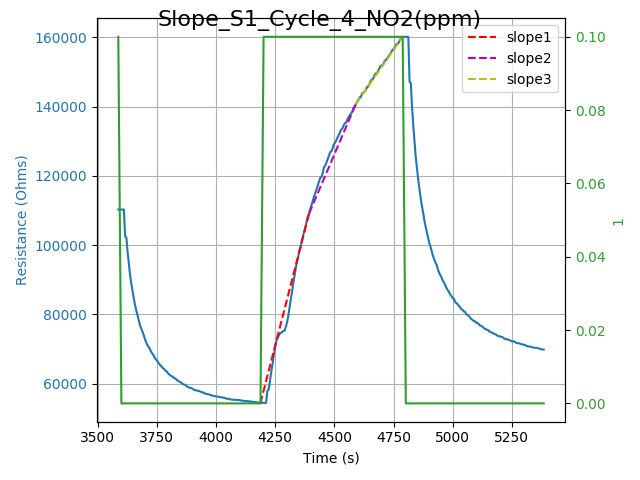 Slope_S1_Cycle_4_NO2(ppm)
slope1
slope2
slope3
160000
140000
120000
100000
80000
60000
Resistance (Ohms)
0.10
0.08
0.06
0.04
0.02
0.00
1
3500 3750 4000 4250 4500 4750 5000 5250
Time (s)